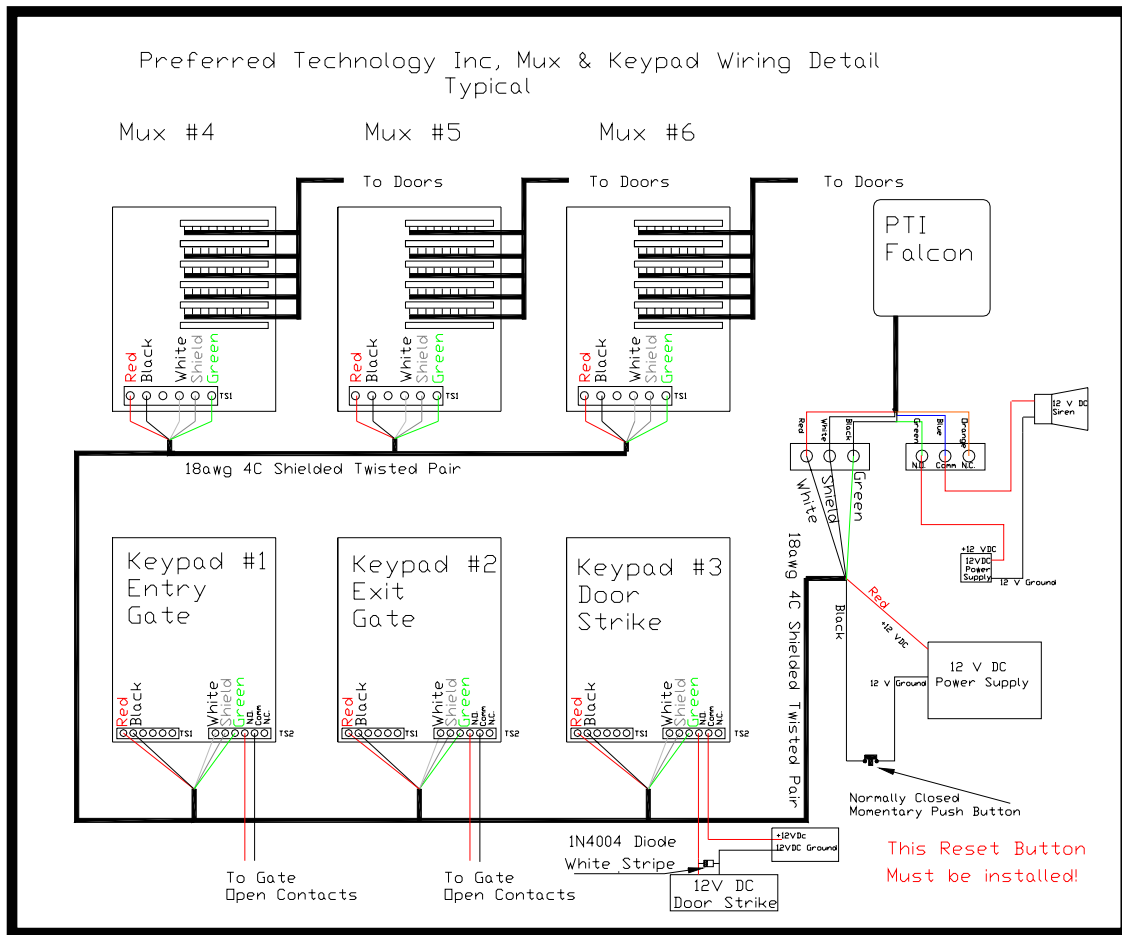 Preferred Technology Inc, Mux & Keypad Wiring Detail
Typical
Mux #4
Mux #5
Mux #6
To Doors
To Doors
To Doors
PTI
Falcon
Red
Black
White
Shield
Green
TS1
Red
Black
White
Shield
Green
TS1
Red
Black
White
Shield
Green
TS1
18awg 4C Shielded Twisted Pair
Red
White
Black
Green
Blue
Orange
N.O.
Comm
N.C.
12 V DC
Siren
White
Shield
Green
+12 VDC
12VDC
Power
Supply
12 V Ground
18awg 4C Shielded Twisted Pair
Black
Red
+12 VDC
12 V DC
Power Supply
12 V Ground
Normally Closed
Momentary Push Button
This Reset Button
Must be installed!
Keypad #1
Entry
Gate
Red
Black
White
Shield
Green
N.O.
Comm
N.C.
TS1
TS2
Keypad #2
Exit
Gate
Red
Black
White
Shield
Green
N.O.
Comm
N.C.
TS1
TS2
Keypad #3
Door
Strike
Red
Black
White
Shield
Green
N.O.
Comm
N.C.
TS1
TS2
To Gate
Open Contacts
To Gate
Open Contacts
1N4004 Diode
White Stripe
+12VDc
12VDC Ground
12V DC
Door Strike